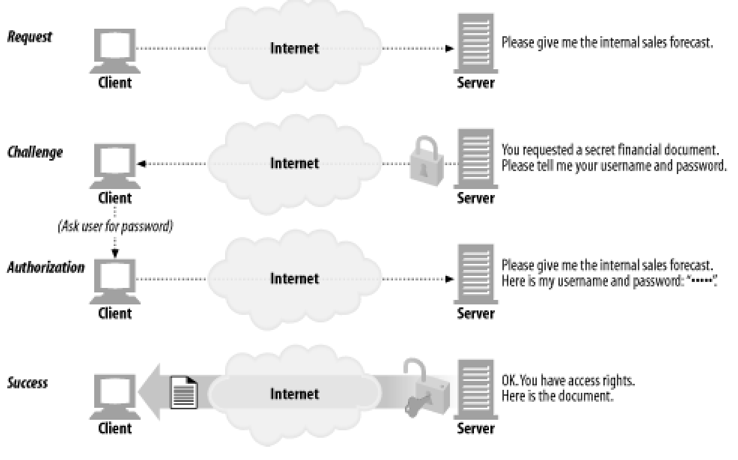 Request
Internet
Please give me the internal sales forecast.
Client
Server
Challenge
Internet
You requested a secret financial document.
Please tell me your username and password.
Client
Server
(Ask user for password)
Authorization
Internet
Please give me the internal sales forecast.
Here is my username and password: “•••••”.
Client
Server
Success
Internet
OK. You have access rights.
Here is the document.
Client
Server